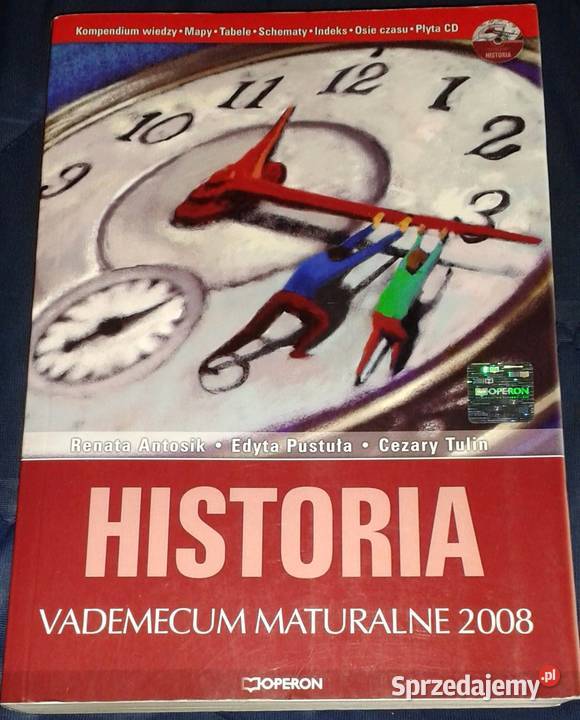 Kompendium wiedzy • Mapy • Tabele • Schematy • Indeks • Osie czasu • Płyta CD
HISTORIA
9 10 11 12 1 2 3
6
OPERON
Renata Antosik • Edyta Pustuła • Cezary Tulin
HISTORIA
VADEMECUM MATURALNE 2008
OPERON
Sprzedajemy.pl